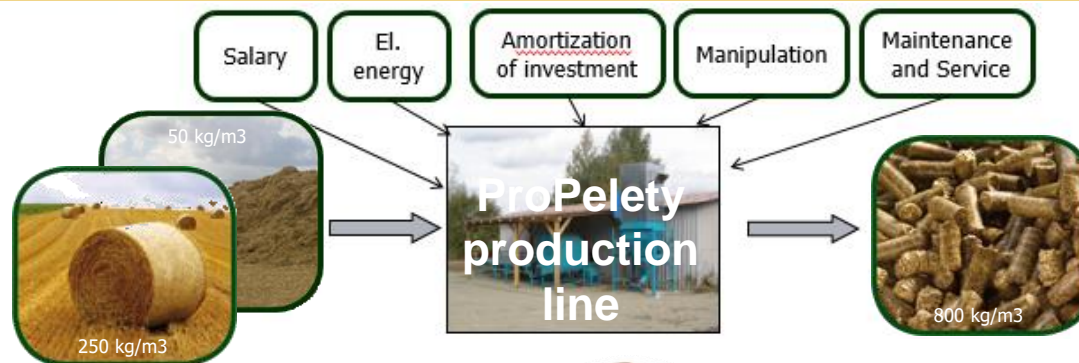 Salary
El.
energy
Amortization
of investment
Manipulation
Maintenance
and Service
50 kg/m3
250 kg/m3
ProPelety
production
line
800 kg/m3